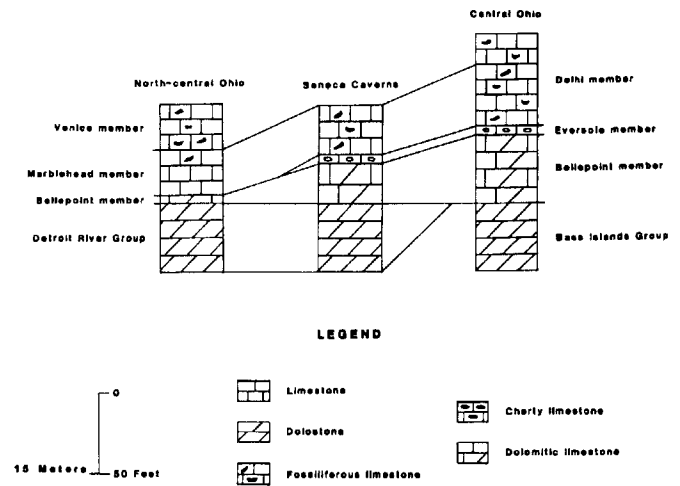 Central Ohio
North-central Ohio
Seneca Caverns
Delhi member
Venice member
Eversole member
Marblehead member
Bellepoint member
Bellepoint member
Detroit River Group
Bass Islands Group
LEGEND
0
15 Meters
50 Feet
Limestone
Dolostone
Fossiliferous limestone
Cherty limestone
Dolomitic limestone